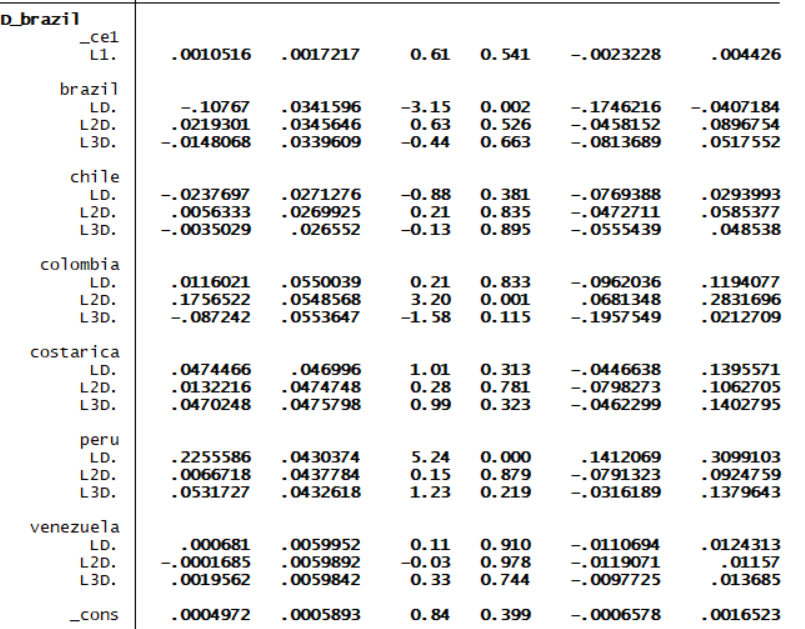 D_brazil
_ce1
L1. .0010516 .0017217 0.61 0.541 -.0023228 .004426
brazil
LD. -.10767 .0341596 -3.15 0.002 -.1746216 -.0407184
L2D. .0219301 .0345646 0.63 0.526 -.0458152 .0896754
L3D. -.0148068 .0339609 -0.44 0.663 -.0813689 .0517552
chile
LD. -.0237697 .0271276 -0.88 0.381 -.0769388 .0293993
L2D. .0056333 .0269925 0.21 0.835 -.0472711 .0585377
L3D. -.0035029 .026552 -0.13 0.895 -.0555439 .048538
colombia
LD. .0116021 .0550039 0.21 0.833 -.0962036 .1194077
L2D. .1756522 .0548568 3.20 0.001 .0681348 .2831696
L3D. -.087242 .0553647 -1.58 0.115 -.1957549 .0212709
costarica
LD. .0474466 .046996 1.01 0.313 -.0446638 .1395571
L2D. .0132216 .0474748 0.28 0.781 -.0798273 .1062705
L3D. .0470248 .0475798 0.99 0.323 -.0462299 .1402795
peru
LD. .2255586 .0430374 5.24 0.000 .1412069 .3099103
L2D. .0066718 .0437784 0.15 0.879 -.0791323 .0924759
L3D. .0531727 .0432618 1.23 0.219 -.0316189 .1379643
venezuela
LD. .000681 .0059952 0.11 0.910 -.0110694 .0124313
L2D. -.0001685 .0059892 -0.03 0.978 -.0119071 .01157
L3D. .0019562 .0059842 0.33 0.744 -.0097725 .013685
_cons .0004972 .0005893 0.84 0.399 -.0006578 .0016523